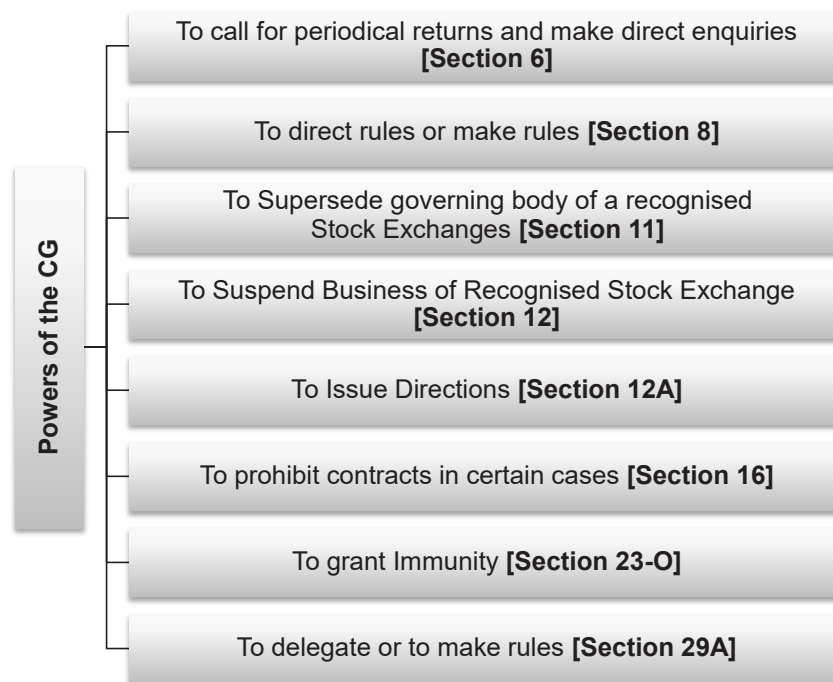 Powers of the CG
To call for periodical returns and make direct enquiries
[Section 6]
To direct rules or make rules [Section 8]
To Supersede governing body of a recognised
Stock Exchanges [Section 11]
To Suspend Business of Recognised Stock Exchange
[Section 12]
To Issue Directions [Section 12A]
To prohibit contracts in certain cases [Section 16]
To grant Immunity [Section 23-O]
To delegate or to make rules [Section 29A]